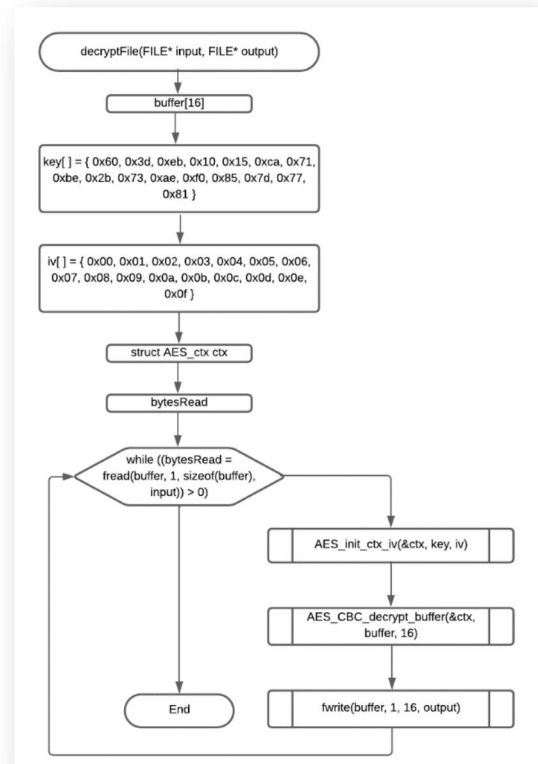 decryptFile(FILE* input, FILE* output)
buffer[16]
key[ ] = { 0x60, 0x3d, 0xeb, 0x10, 0x15, 0xca, 0x71,
0xbe, 0x2b, 0x73, 0xae, 0xf0, 0x85, 0x7d, 0x77,
0x81 }
iv[ ] = { 0x00, 0x01, 0x02, 0x03, 0x04, 0x05, 0x06,
0x07, 0x08, 0x09, 0x0a, 0x0b, 0x0c, 0x0d, 0x0e,
0x0f }
struct AES_ctx ctx
bytesRead
while ((bytesRead =
fread(buffer, 1, sizeof(buffer),
input)) > 0)
AES_init_ctx_iv(&ctx, key, iv)
AES_CBC_decrypt_buffer(&ctx,
buffer, 16)
fwrite(buffer, 1, 16, output)
End